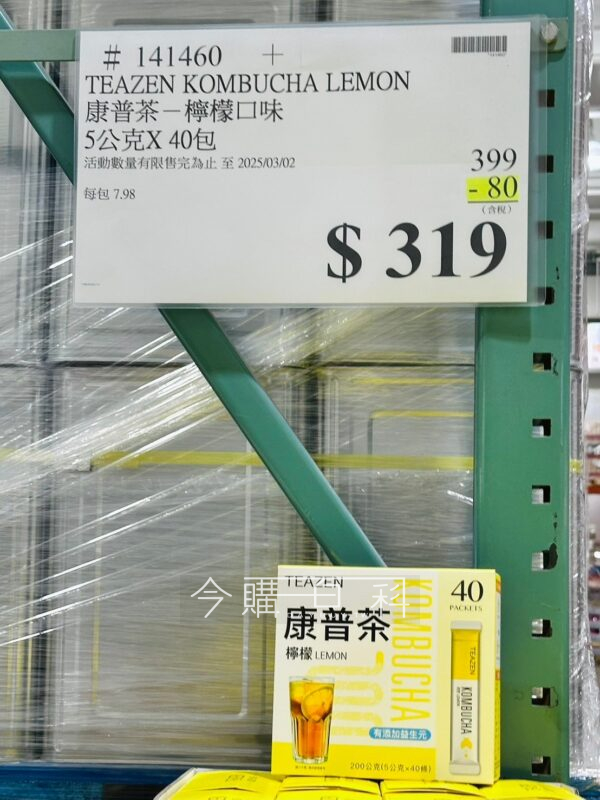 # 141460 +
TEAZEN KOMBUCHA LEMON
康普茶－檸檬口味
5公克X 40包
活動數量有限售完為止 至 2025/03/02
399
- 80
(含稅)
每包 7.98
$ 319
今購百科
TEAZEN
康普茶
檸檬 LEMON
KOMBUCHA
40
PACKETS
TEAZEN
KOMBUCHA
有添加益生元
200公克(5公克×40條)